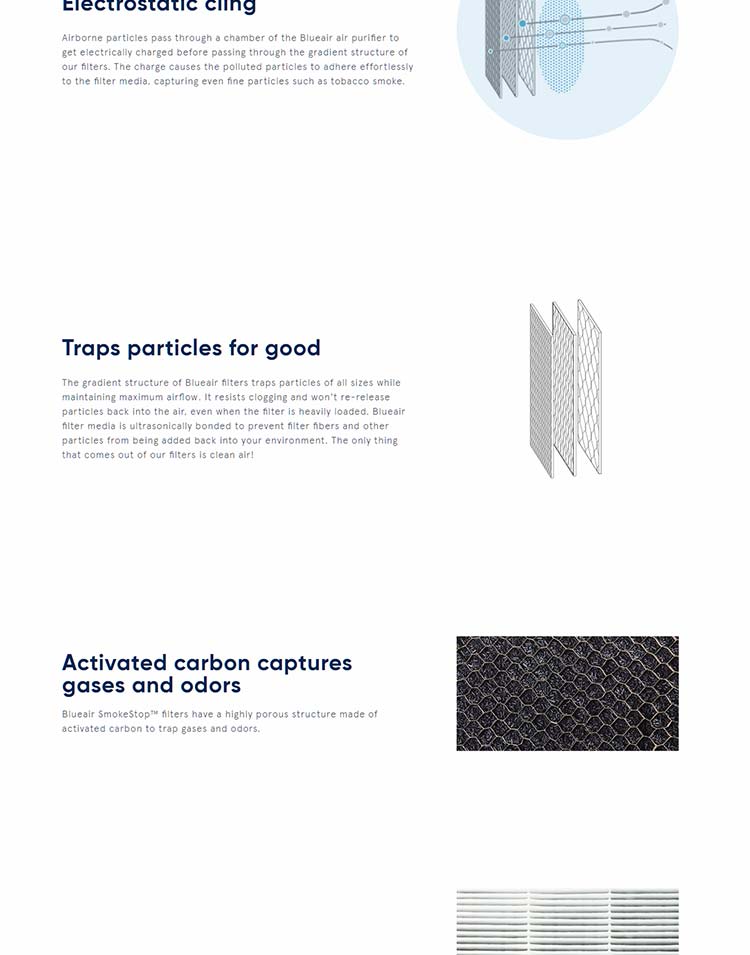 Electrostatic cling
Airborne particles pass through a chamber of the Blueair air purifier to
get electrically charged before passing through the gradient structure of
our filters. The charge causes the polluted particles to adhere effortlessly
to the filter media, capturing even fine particles such as tobacco smoke.
Traps particles for good
The gradient structure of Blueair filters traps particles of all sizes while
maintaining maximum airflow. It resists clogging and won't re-release
particles back into the air, even when the filter is heavily loaded. Blueair
filter media is ultrasonically bonded to prevent filter fibers and other
particles from being added back into your environment. The only thing
that comes out of our filters is clean air!
Activated carbon captures
gases and odors
Blueair SmokeStop™ filters have a highly porous structure made of
activated carbon to trap gases and odors.